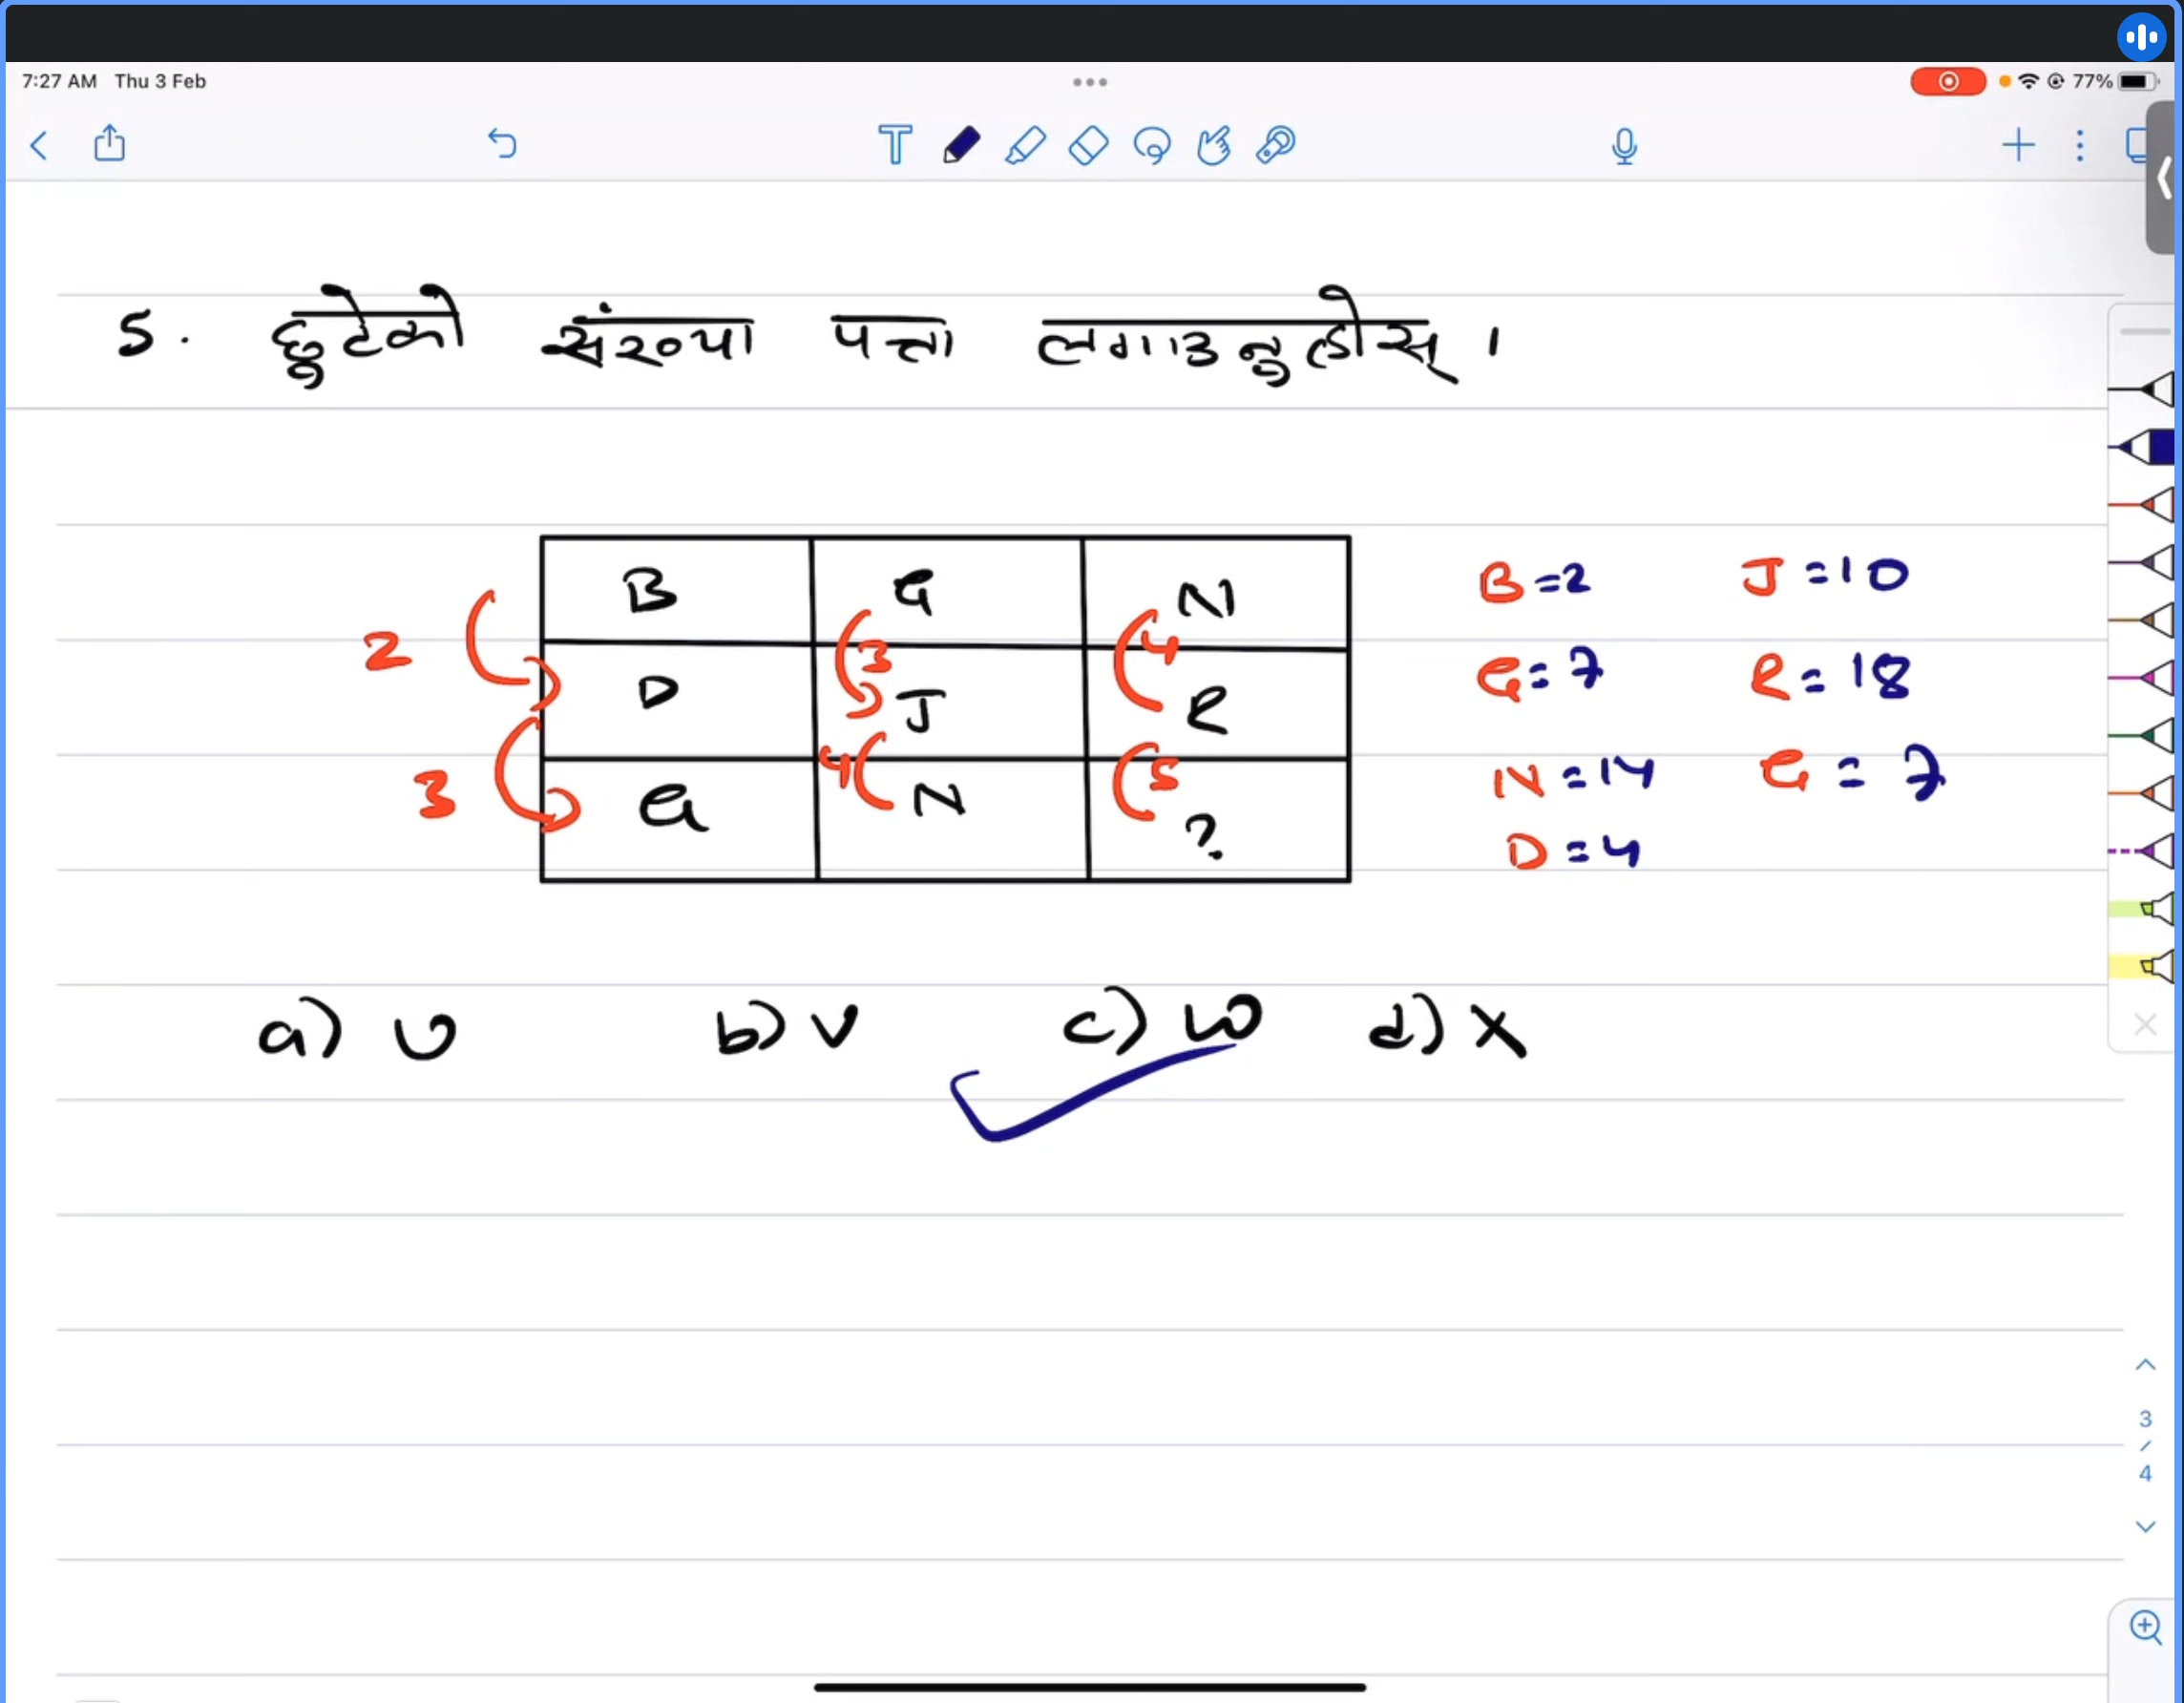 7:27 AM Thu 3 Feb
77%
5. छुटेको संख्या पत्ता लगाउनुहोस् ।
B G N
2 3 4
D J R
3 4 5
G N ?
B=2 J=10
G=7 R=18
N=14 G=7
D=4
a) U b) V c) W d) X
3
/
4